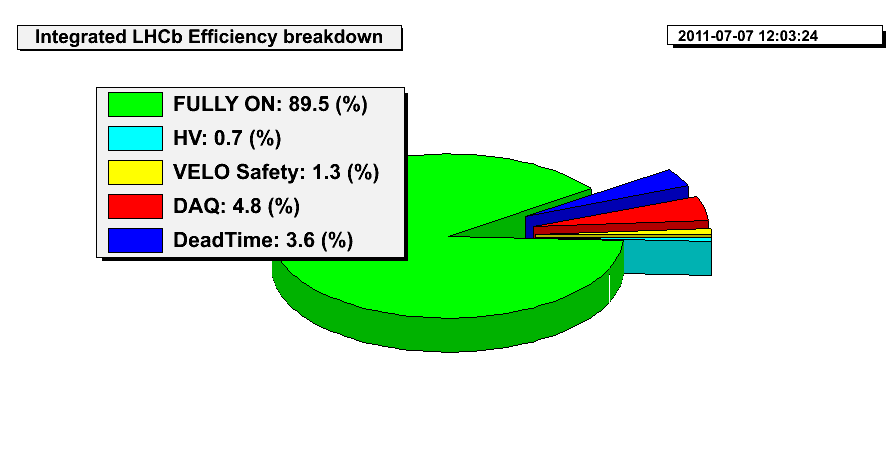 Integrated LHCb Efficiency breakdown
2011-07-07 12:03:24
FULLY ON: 89.5 (%)
HV: 0.7 (%)
VELO Safety: 1.3 (%)
DAQ: 4.8 (%)
DeadTime: 3.6 (%)